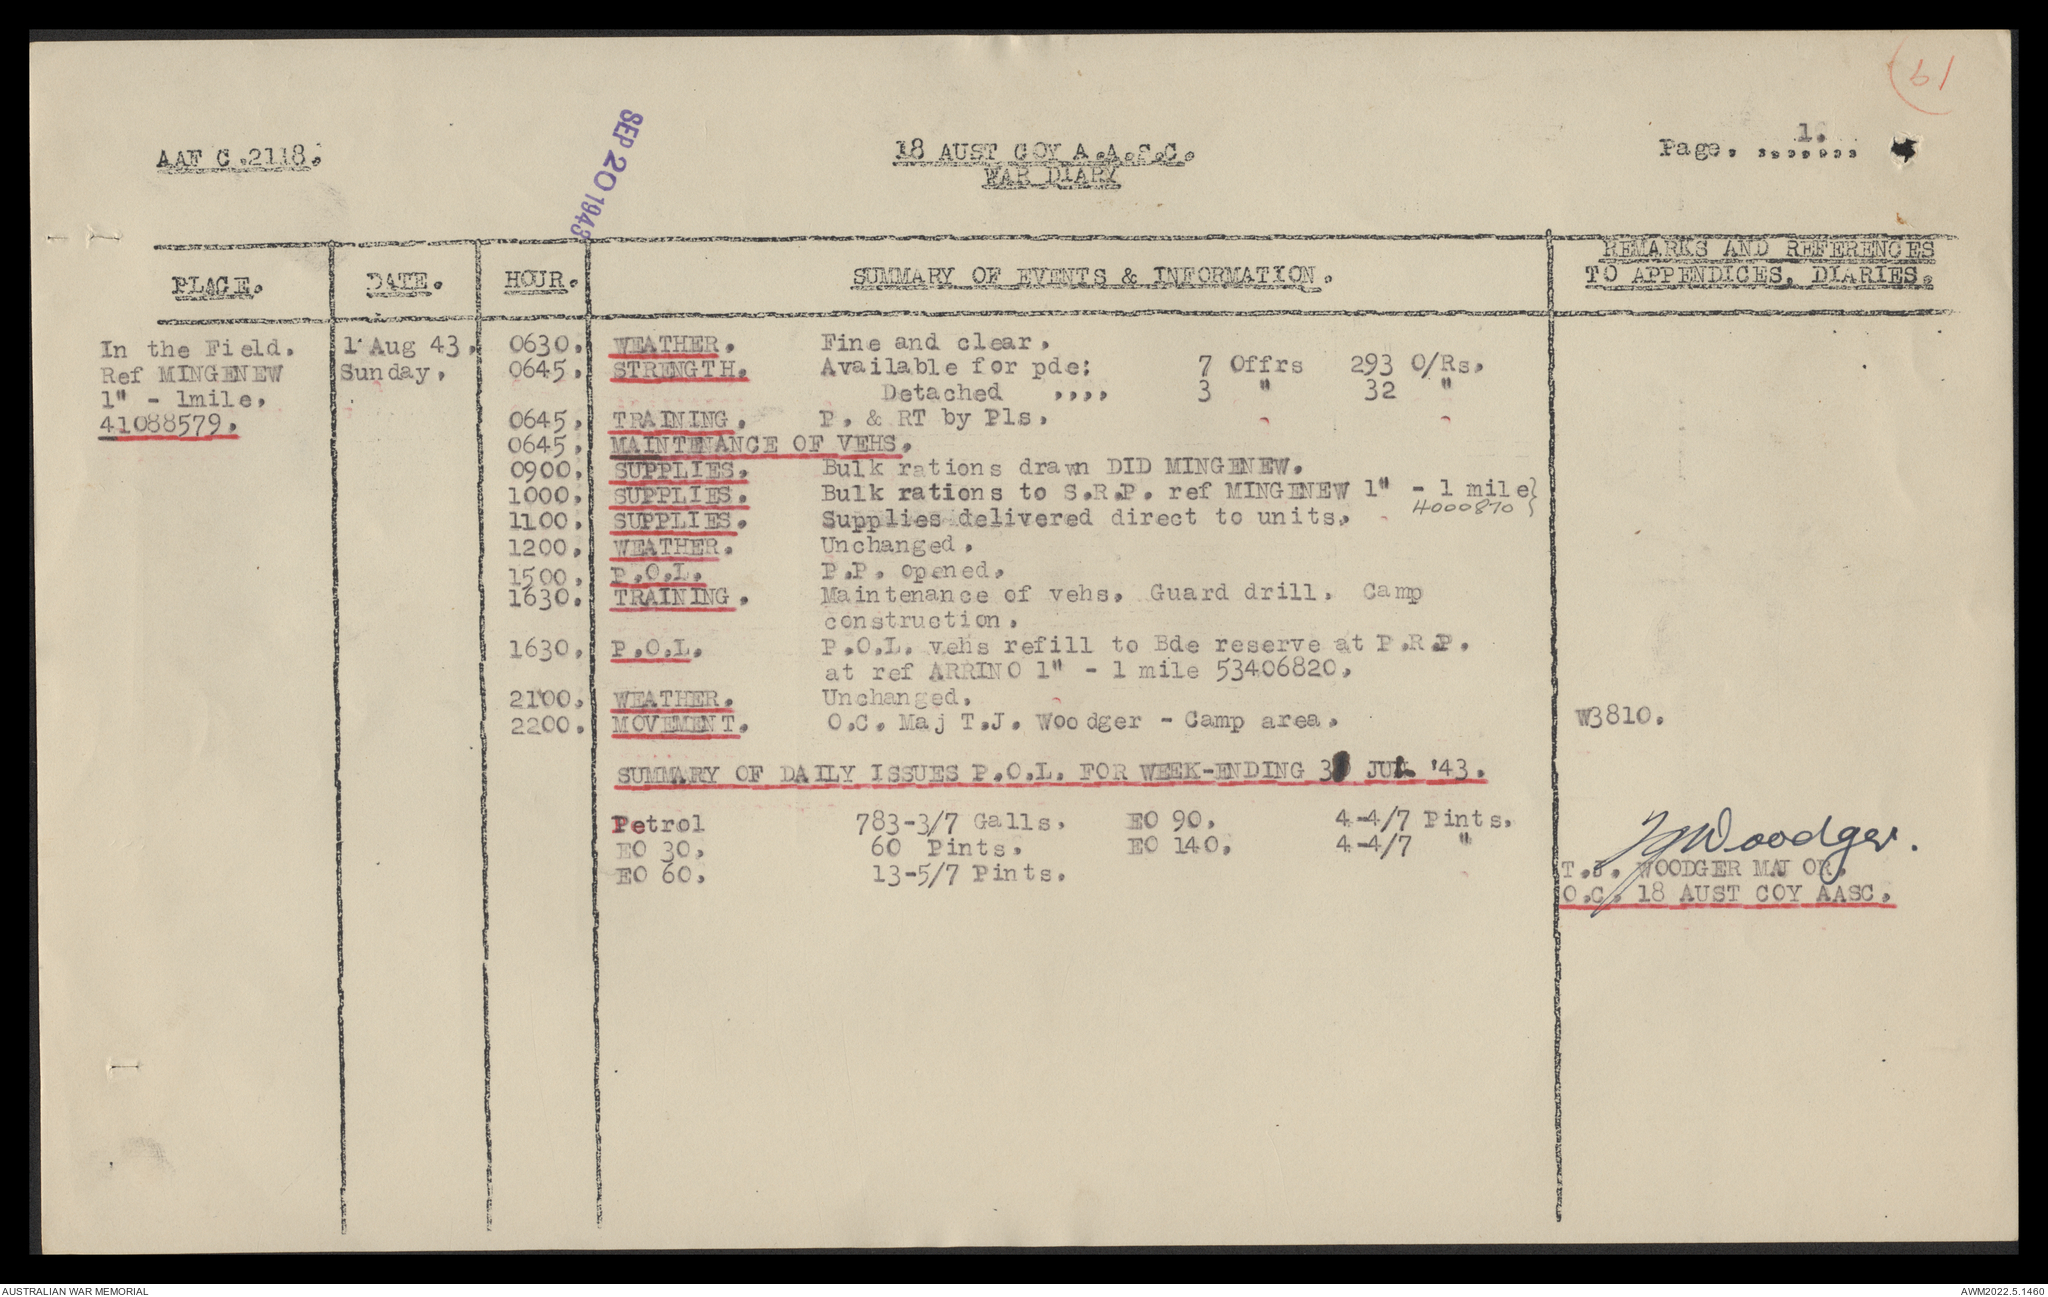 61
SEP 20 1943
AAF C.2118.
18 AUST COY A.A.S.C.
WAR DIARY
Page. ....1....
PLACE.
DATE.
HOUR.
SUMMARY OF EVENTS & INFORMATION.
REMARKS AND REFERENCES
TO APPENDICES, DIARIES.
In the Field. 1 Aug 43. 0630. WEATHER. Fine and clear.
Ref MINGENEW Sunday. 0645. STRENGTH. Available for pde: 7 Offrs 293 O/Rs.
1" - 1mile. Detached ,,,, 3 " 32 "
41088579. 0645. TRAINING. P. & RT by Pls.
0645. MAINTENANCE OF VEHS.
0900. SUPPLIES. Bulk rations drawn DID MINGENEW.
1000. SUPPLIES. Bulk rations to S.R.P. ref MINGENEW 1" - 1 mile}
4000870}
1100. SUPPLIES. Supplies delivered direct to units.
1200. WEATHER. Unchanged.
1500. P.O.L. P.P. opened.
1630. TRAINING. Maintenance of vehs. Guard drill. Camp
construction.
1630. P.O.L. P.O.L. vehs refill to Bde reserve at P.R.P.
at ref ARRINO 1" - 1 mile 53406820.
2100. WEATHER. Unchanged.
2200. MOVEMENT. O.C. Maj T.J. Woodger - Camp area. W3810.
SUMMARY OF DAILY ISSUES P.O.L. FOR WEEK-ENDING JUL '43.
Petrol 783-3/7 Galls. EO 90. 4-4/7 Pints.
EO 30. 60 Pints. EO 140. 4-4/7 "
EO 60. 13-5/7 Pints.
TJWoodger.
T.J. WOODGER MAJOR.
O.C. 18 AUST COY AASC.
AUSTRALIAN WAR MEMORIAL
AWM2022.5.1460